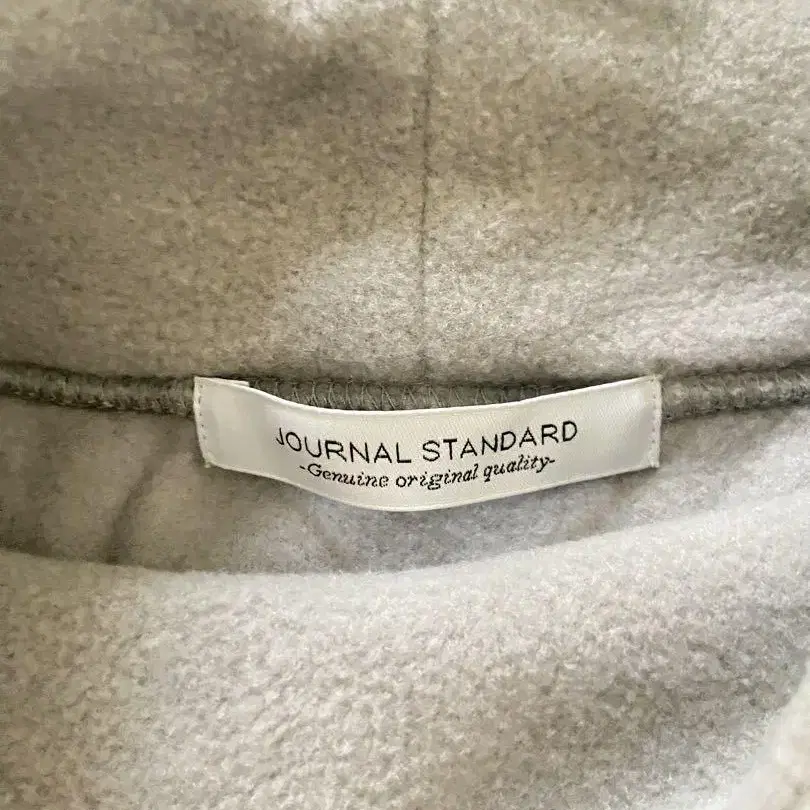 JOURNAL STANDARD
-Genuine original quality-